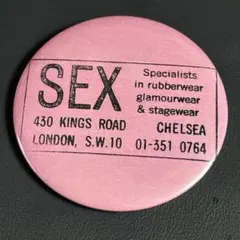 SEX
Specialists
in rubberwear
glamourwear
& stagewear
430 KINGS ROAD CHELSEA
LONDON, S.W.10 01-351 0764